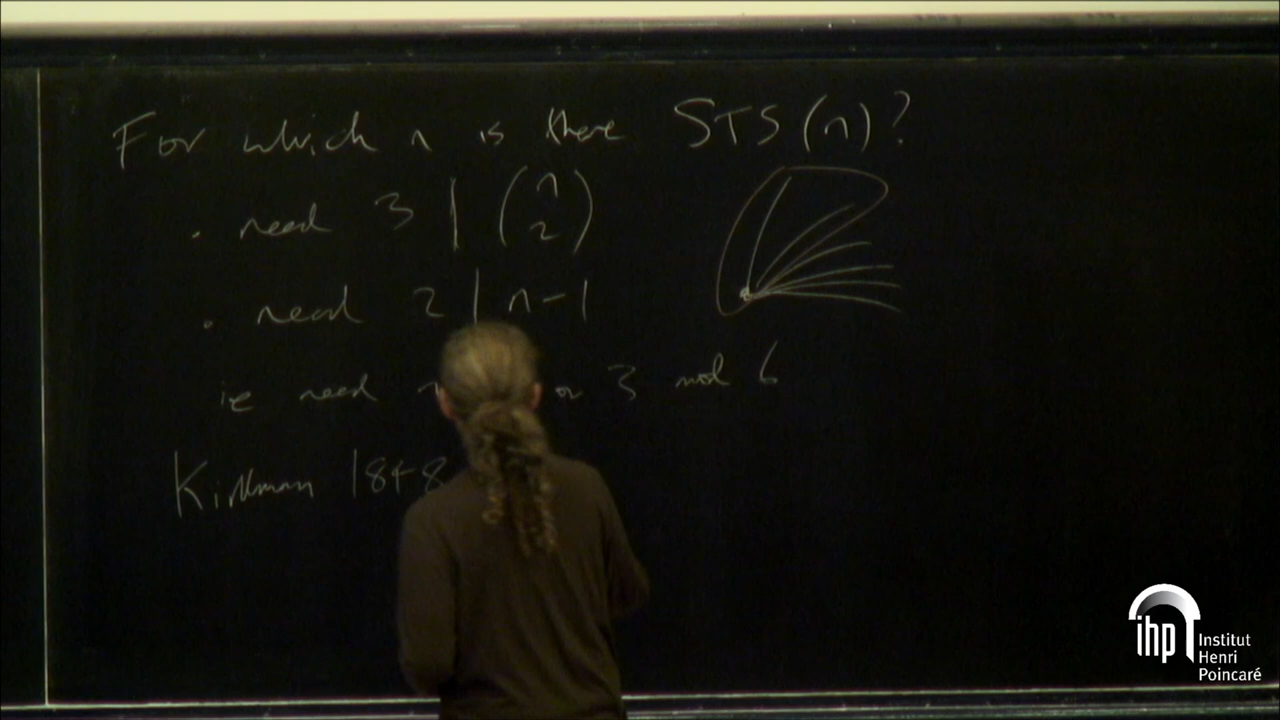 For which n is there STS(n)?
• need 3 | (n 2)
• need 2 | n-1
ie need or 3 mod 6
Kirkman 1848
ihp Institut
Henri
Poincaré